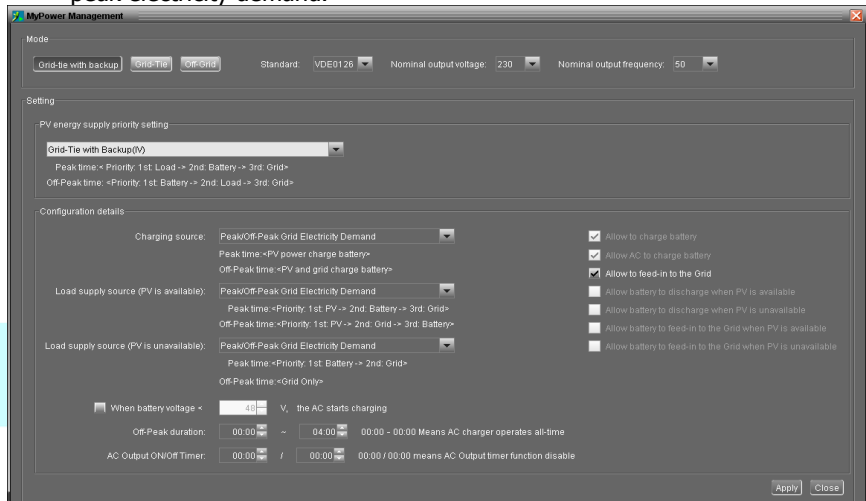 peak electricity demand.
MyPower Management
Mode
Grid-tie with backup Grid-Tie Off-Grid Standard: VDE0126 Nominal output voltage: 230 Nominal output frequency: 50
Setting
PV energy supply priority setting
Grid-Tie with Backup(IV)
Peak time:< Priority: 1st: Load -> 2nd: Battery -> 3rd: Grid>
Off-Peak time: <Priority: 1st: Battery -> 2nd: Load -> 3rd: Grid>
Configuration details
Charging source: Peak/Off-Peak Grid Electricity Demand
Peak time:<PV power charge battery>
Off-Peak time:<PV and grid charge battery>
Load supply source (PV is available): Peak/Off-Peak Grid Electricity Demand
Peak time:<Priority: 1st: PV -> 2nd: Battery -> 3rd: Grid>
Off-Peak time:<Priority: 1st: PV -> 2nd: Grid -> 3rd: Battery>
Load supply source (PV is unavailable): Peak/Off-Peak Grid Electricity Demand
Peak time:<Priority: 1st: Battery -> 2nd: Grid>
Off-Peak time:<Grid Only>
Allow to charge battery
Allow AC to charge battery
Allow to feed-in to the Grid
Allow battery to discharge when PV is available
Allow battery to discharge when PV is unavailable
Allow battery to feed-in to the Grid when PV is available
Allow battery to feed-in to the Grid when PV is unavailable
When battery voltage < 48 V, the AC starts charging
Off-Peak duration: 00:00 ~ 04:00 00:00 - 00:00 Means AC charger operates all-time
AC Output ON/Off Timer: 00:00 / 00:00 00:00 / 00:00 means AC Output timer function disable
Apply Close